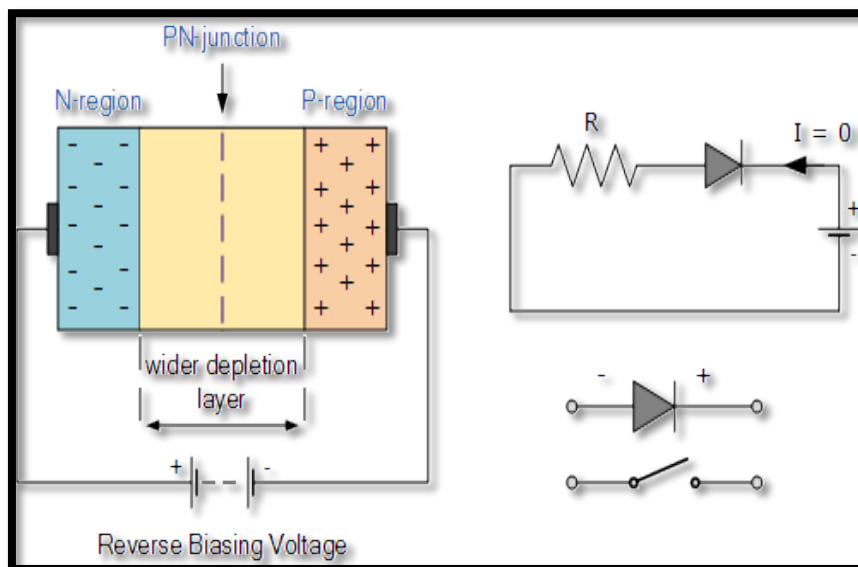 PN-junction
N-region
P-region
wider depletion
layer
+
-
Reverse Biasing Voltage
R
I = 0
+
-
- +